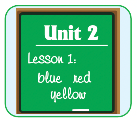 Unit 2
Lesson 1:
blue red
yellow